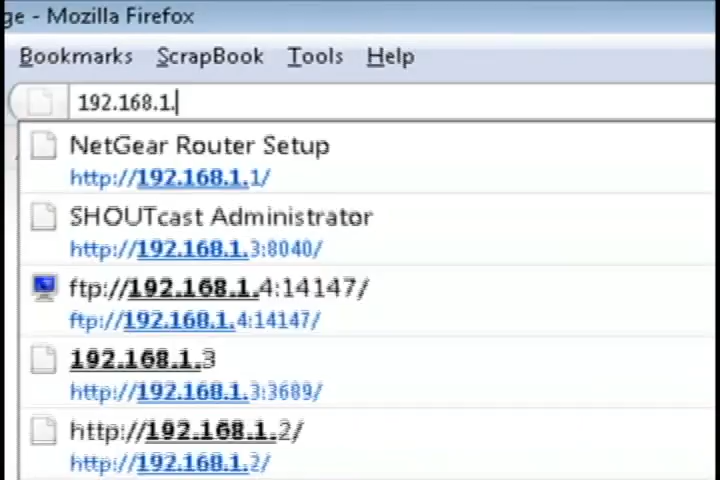 ge - Mozilla Firefox
Bookmarks ScrapBook Tools Help
192.168.1.
NetGear Router Setup
http://192.168.1.1/
SHOUTcast Administrator
http://192.168.1.3:8040/
ftp://192.168.1.4:14147/
ftp://192.168.1.4:14147/
192.168.1.3
http://192.168.1.3:3689/
http://192.168.1.2/
http://192.168.1.2/